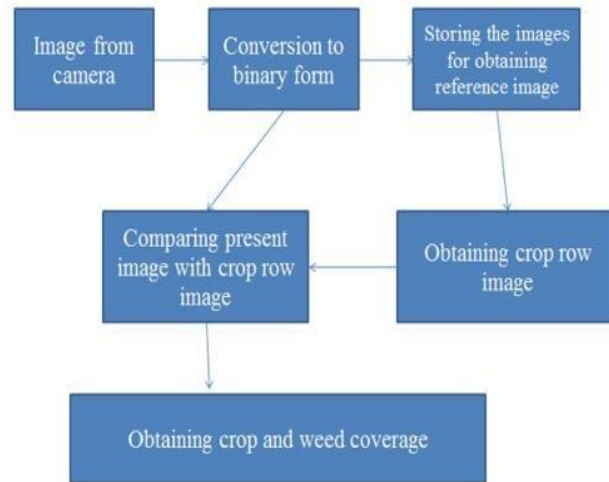 Image from
camera
Conversion to
binary form
Storing the images
for obtaining
reference image
Comparing present
image with crop row
image
Obtaining crop row
image
Obtaining crop and weed coverage